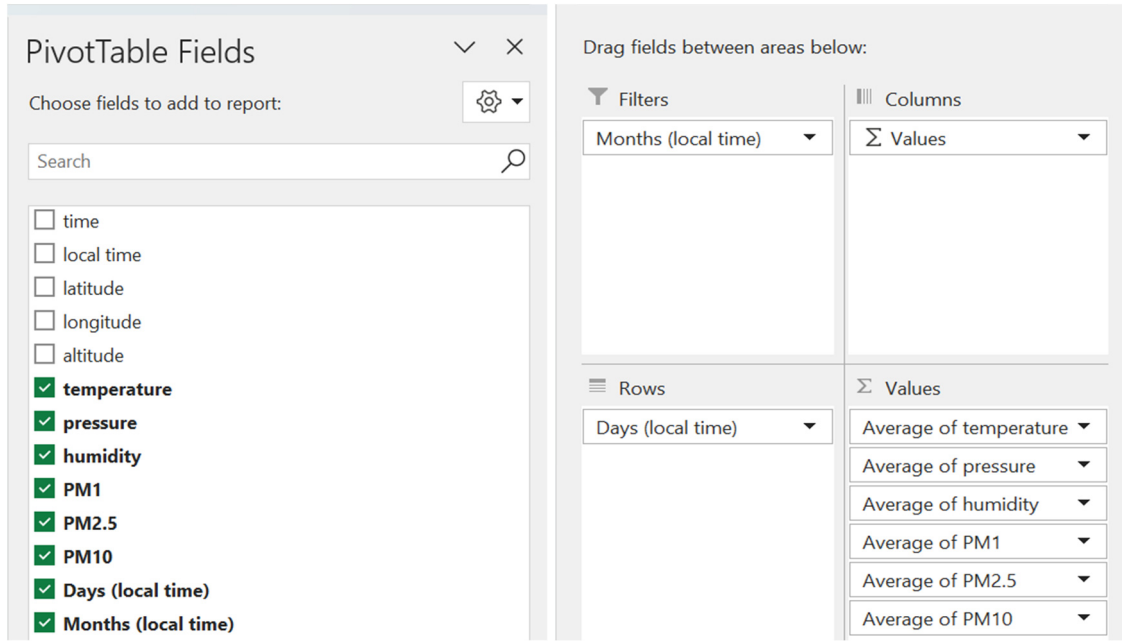 PivotTable Fields
Choose fields to add to report:
Search
time
local time
latitude
longitude
altitude
temperature
pressure
humidity
PM1
PM2.5
PM10
Days (local time)
Months (local time)
Drag fields between areas below:
Filters
Months (local time)
Columns
Σ Values
Rows
Days (local time)
Σ Values
Average of temperature
Average of pressure
Average of humidity
Average of PM1
Average of PM2.5
Average of PM10